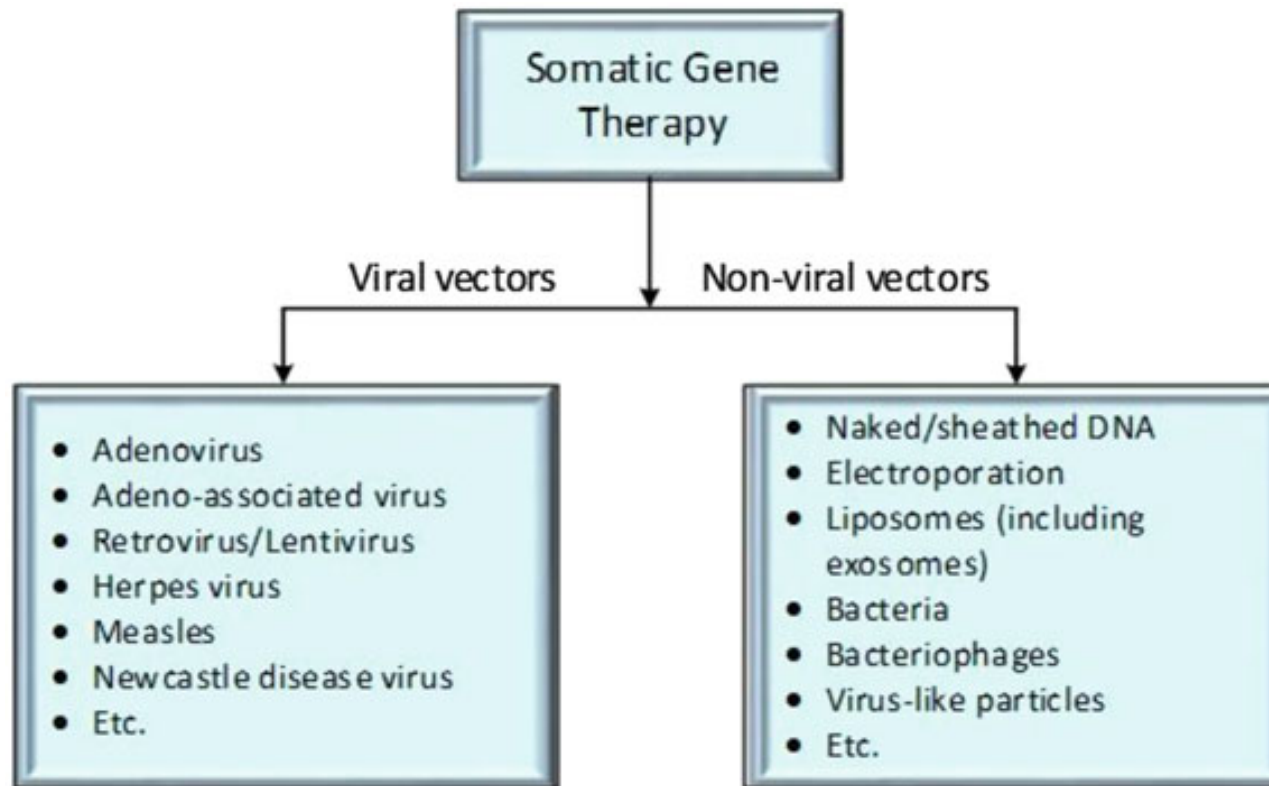 Somatic Gene
Therapy
Viral vectors
Non-viral vectors
• Adenovirus
• Adeno-associated virus
• Retrovirus/Lentivirus
• Herpes virus
• Measles
• Newcastle disease virus
• Etc.
• Naked/sheathed DNA
• Electroporation
• Liposomes (including
exosomes)
• Bacteria
• Bacteriophages
• Virus-like particles
• Etc.